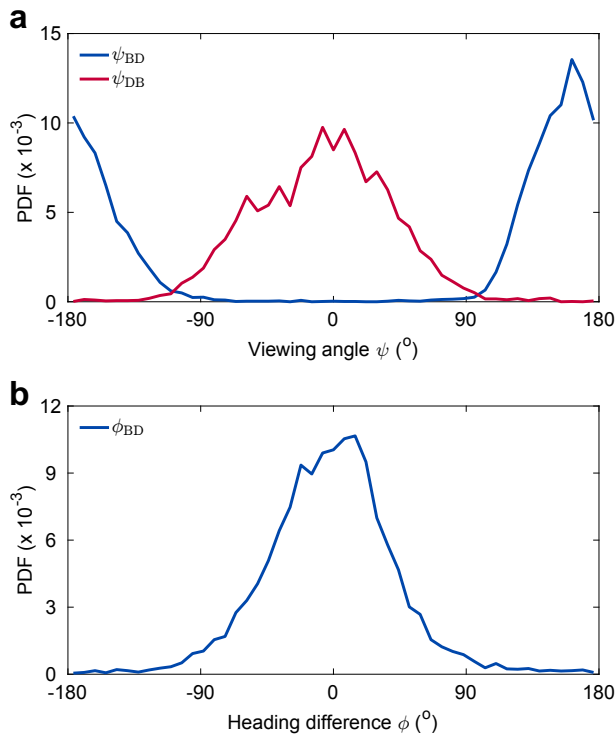 a
15
10
5
0
PDF (x 10⁻³)
ψBD
ψDB
-180 -90 0 90 180
Viewing angle ψ (°)
b
12
9
6
3
0
PDF (x 10⁻³)
ϕBD
-180 -90 0 90 180
Heading difference ϕ (°)